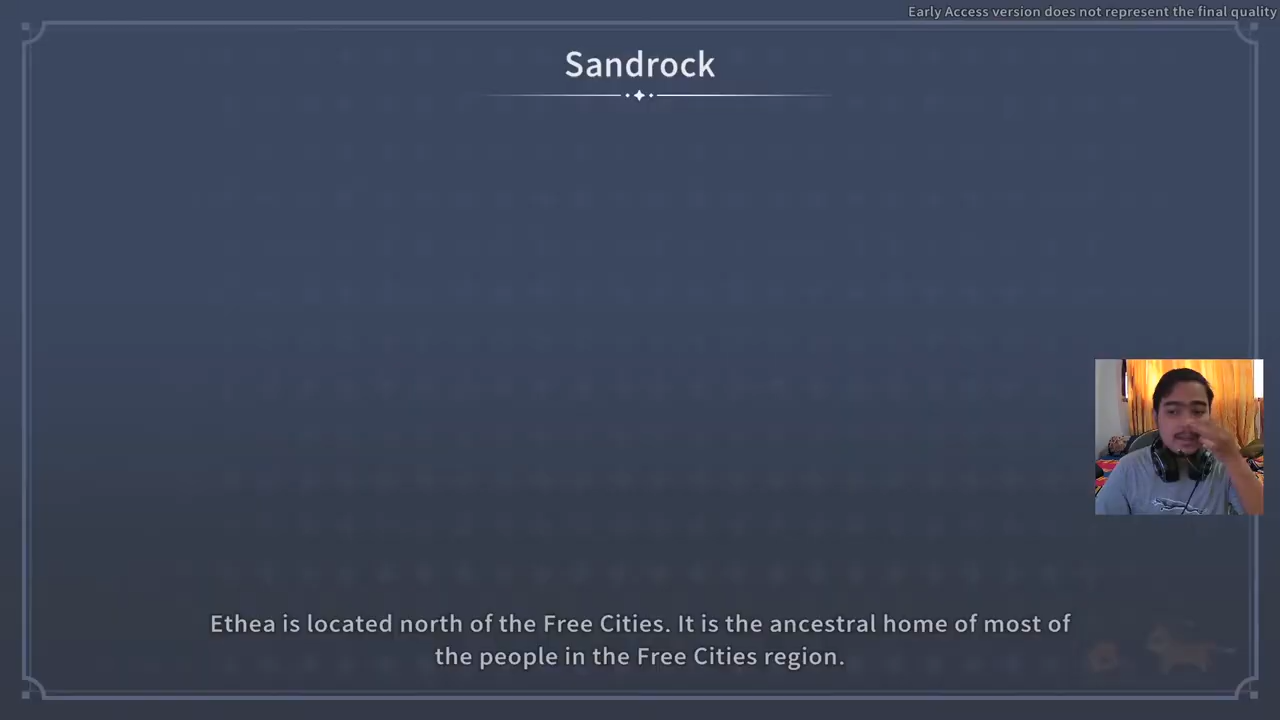 Early Access version does not represent the final quality
Sandrock
Ethea is located north of the Free Cities. It is the ancestral home of most of
the people in the Free Cities region.